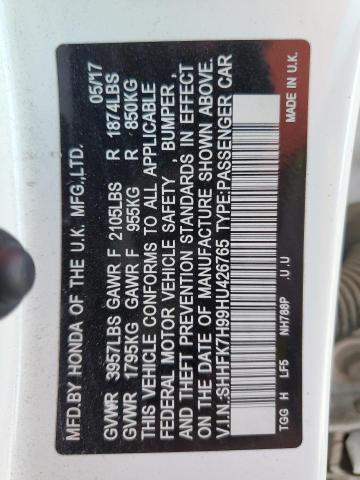 MFD.BY HONDA OF THE U.K. MFG.,LTD. 05/17
GVWR 3957LBS GAWR F 2105LBS R 1874LBS
GVWR 1795KG GAWR F 955KG R 850KG
THIS VEHICLE CONFORMS TO ALL APPLICABLE
FEDERAL MOTOR VEHICLE SAFETY , BUMPER ,
AND THEFT PREVENTION STANDARDS IN EFFECT
ON THE DATE OF MANUFACTURE SHOWN ABOVE.
V.I.N.:SHHFK7H99HU426765 TYPE:PASSENGER CAR
TGG H LF5 NH788P .U .U MADE IN U.K.